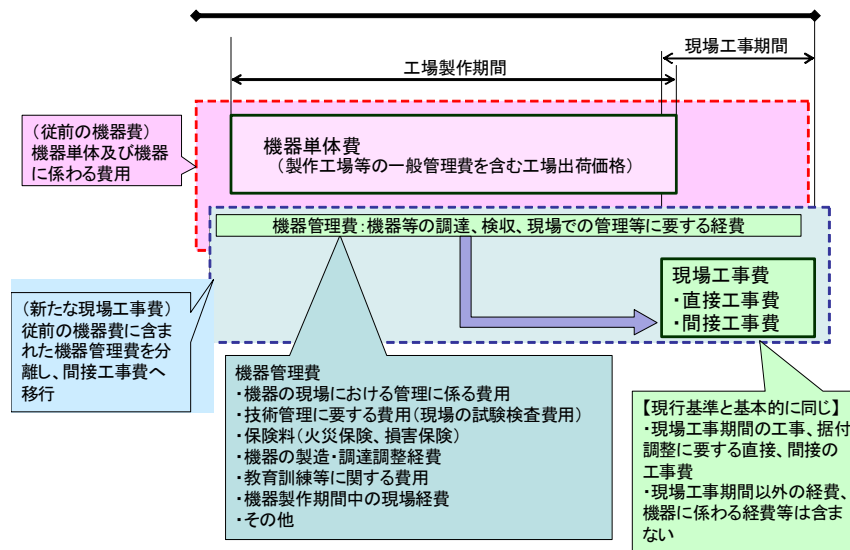 現場工事期間
工場製作期間
(従前の機器費)
機器単体及び機器
に係わる費用
機器単体費
(製作工場等の一般管理費を含む工場出荷価格)
機器管理費:機器等の調達、検収、現場での管理等に要する経費
現場工事費
・直接工事費
・間接工事費
(新たな現場工事費)
従前の機器費に含ま
れた機器管理費を分
離し、間接工事費へ
移行
機器管理費
・機器の現場における管理に係る費用
・技術管理に要する費用(現場の試験検査費用)
・保険料(火災保険、損害保険)
・機器の製造・調達調整経費
・教育訓練等に関する費用
・機器製作期間中の現場経費
・その他
【現行基準と基本的に同じ】
・現場工事期間の工事、据付
調整に要する直接、間接の
工事費
・現場工事期間以外の経費、
機器に係わる経費等は含ま
ない